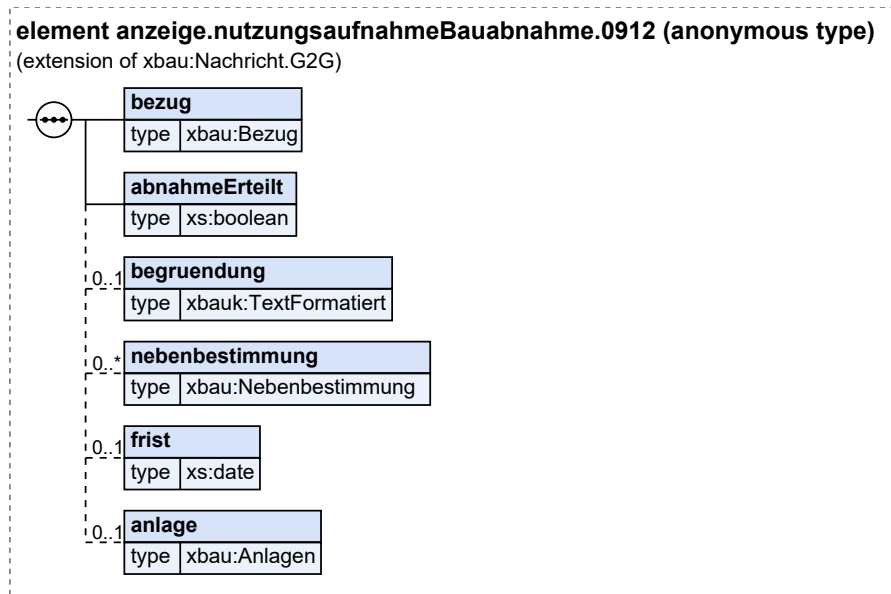 element anzeige.nutzungsaufnahmeBauabnahme.0912 (anonymous type)
(extension of xbau:Nachricht.G2G)
bezug
type xbau:Bezug
abnahmeErteilt
type xs:boolean
0..1 begruendung
type xbauk:TextFormatiert
0..* nebenbestimmung
type xbau:Nebenbestimmung
0..1 frist
type xs:date
0..1 anlage
type xbau:Anlagen